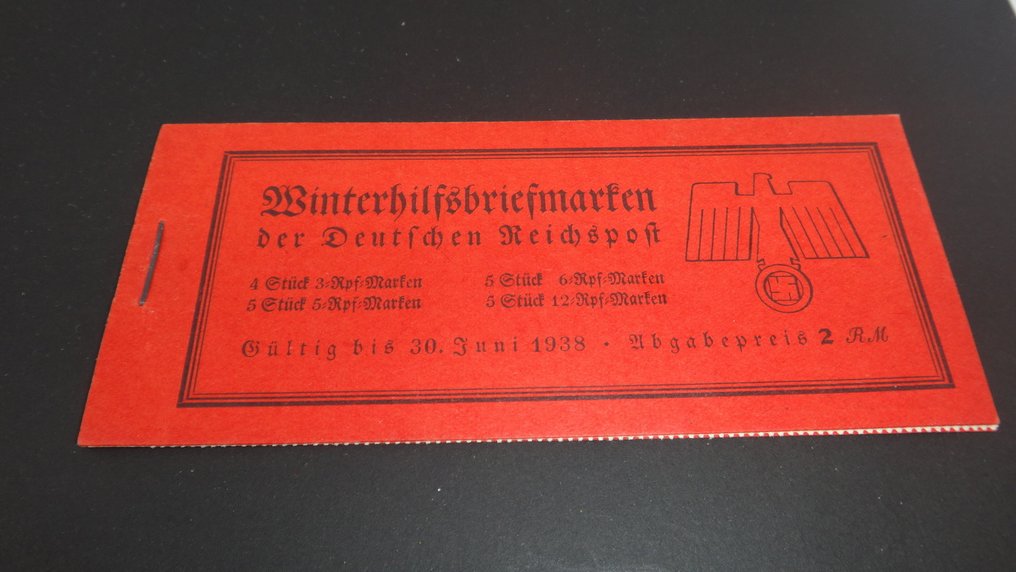 Winterhilfsbriefmarken
der Deutschen Reichspost
4 Stück 3-Rpf-Marken 5 Stück 6-Rpf-Marken
5 Stück 5-Rpf-Marken 5 Stück 12-Rpf-Marken
Gültig bis 30. Juni 1938 · Abgabepreis 2 RM